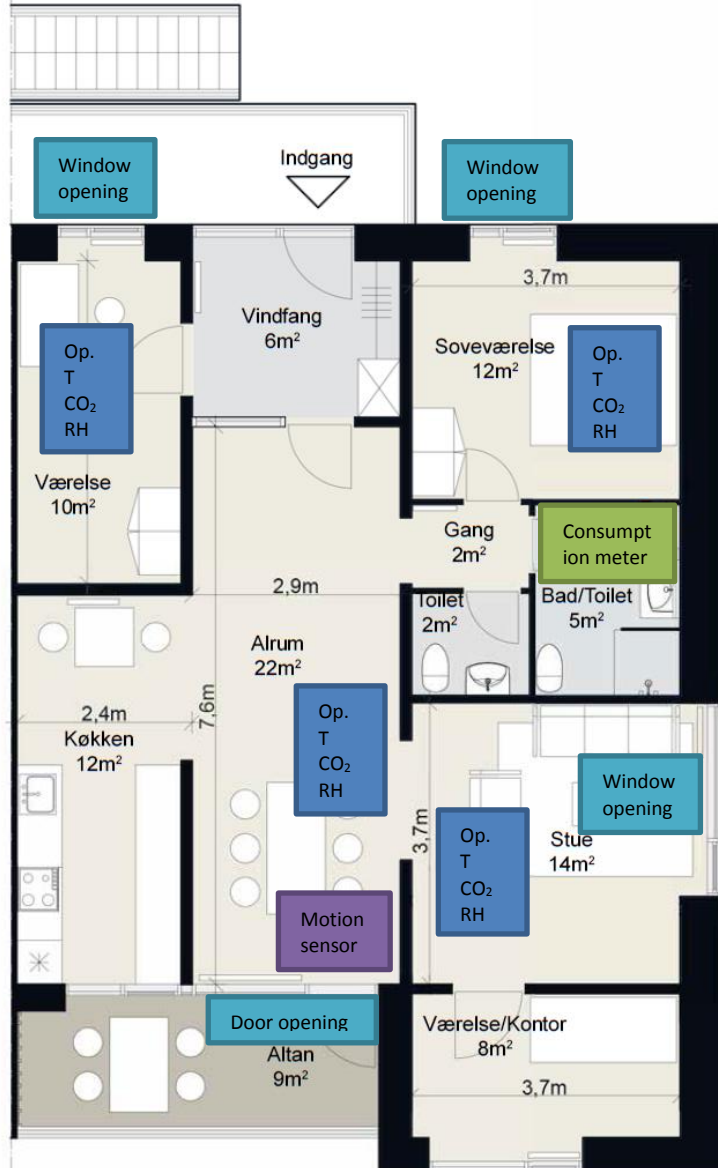 Window
opening
Indgang
Window
opening
3,7m
Vindfang
6m²
Soveværelse
12m²
Op.
T
CO₂
RH
Op.
T
CO₂
RH
Værelse
10m²
Gang
2m²
Consumpt
ion meter
2,9m
Toilet
2m²
Bad/Toilet
5m²
Alrum
22m²
7,6m
2,4m
Køkken
12m²
Op.
T
CO₂
RH
Window
opening
3,7m
Op.
T
CO₂
RH
Stue
14m²
Motion
sensor
Door opening
Altan
9m²
Værelse/Kontor
8m²
3,7m